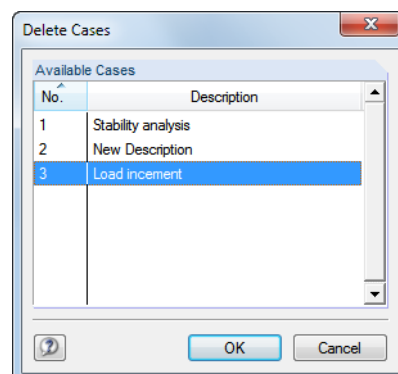 Delete Cases
Available Cases
No. Description
1 Stability analysis
2 New Description
3 Load incement
OK Cancel